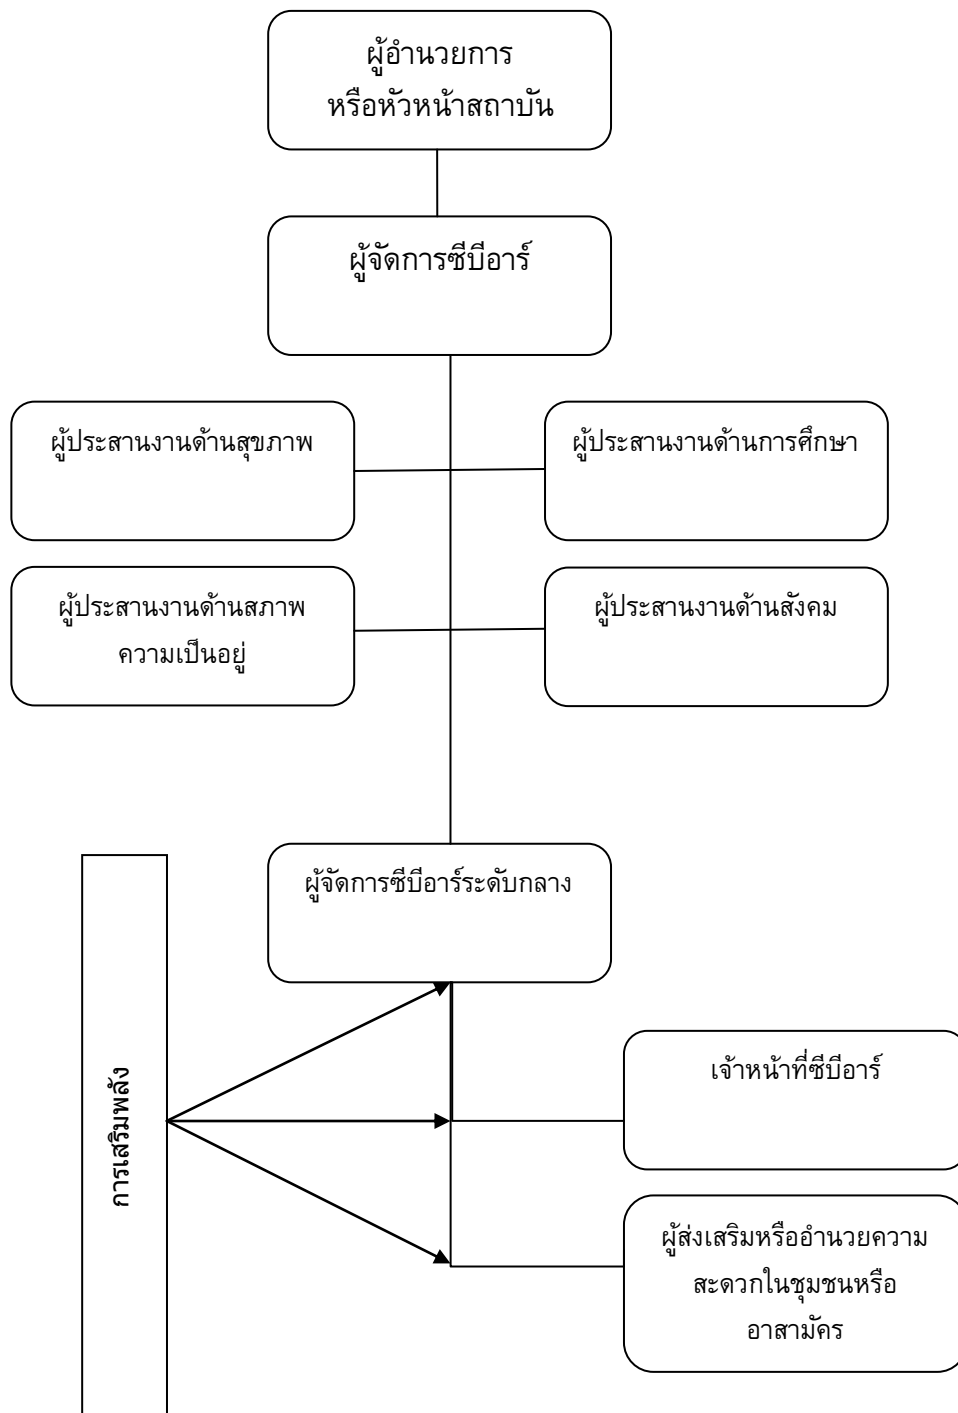 ผู้อำนวยการ
หรือหัวหน้าสถาบัน
ผู้จัดการซีบีอาร์
ผู้ประสานงานด้านสุขภาพ
ผู้ประสานงานด้านการศึกษา
ผู้ประสานงานด้านสภาพ
ความเป็นอยู่
ผู้ประสานงานด้านสังคม
ผู้จัดการซีบีอาร์ระดับกลาง
การเสริมพลัง
เจ้าหน้าที่ซีบีอาร์
ผู้ส่งเสริมหรืออำนวยความ
สะดวกในชุมชนหรือ
อาสามัคร